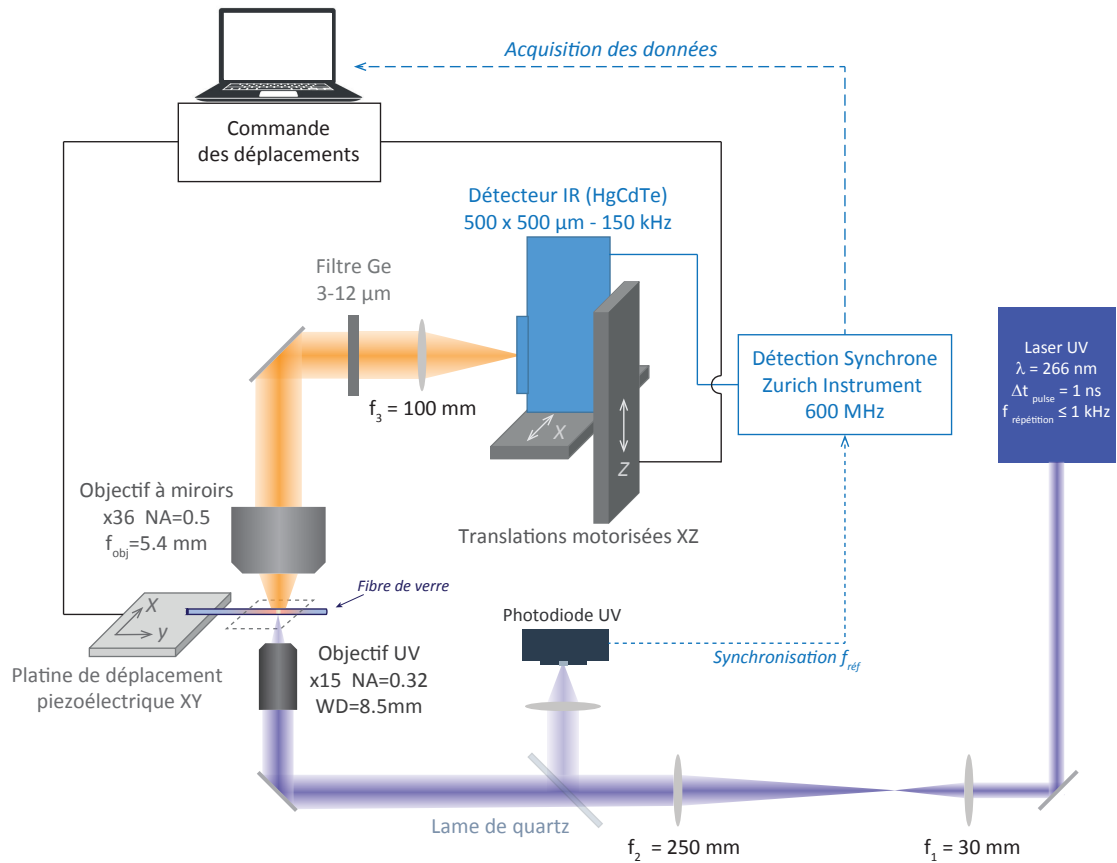 Acquisition des données
Commande
des déplacements
Détecteur IR (HgCdTe)
500 x 500 µm - 150 kHz
Filtre Ge
3-12 µm
f3 = 100 mm
X
Z
Translations motorisées XZ
Détection Synchrone
Zurich Instrument
600 MHz
Laser UV
λ = 266 nm
Δt pulse = 1 ns
f répétition ≤ 1 kHz
Objectif à miroirs
x36 NA=0.5
fobj=5.4 mm
Fibre de verre
X
y
Platine de déplacement
piezoélectrique XY
Objectif UV
x15 NA=0.32
WD=8.5mm
Photodiode UV
Synchronisation fréf
Lame de quartz
f2 = 250 mm
f1 = 30 mm